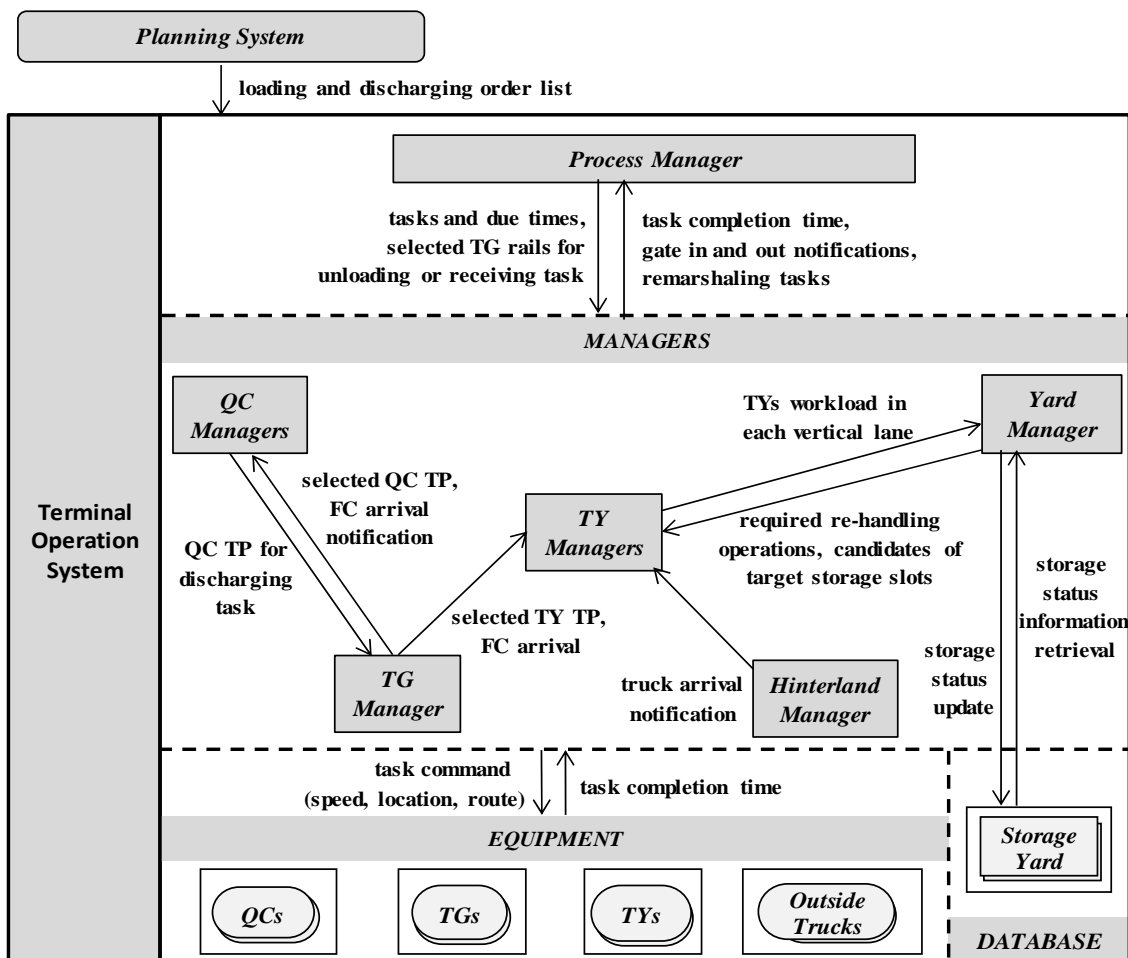 Planning System
loading and discharging order list
Terminal
Operation
System
Process Manager
tasks and due times,
selected TG rails for
unloading or receiving task
task completion time,
gate in and out notifications,
remarshaling tasks
MANAGERS
QC
Managers
TYs workload in
each vertical lane
Yard
Manager
selected QC TP,
FC arrival
notification
TY
Managers
required re-handling
operations, candidates of
target storage slots
QC TP for
discharging
task
storage
status
information
retrieval
selected TY TP,
FC arrival
TG
Manager
truck arrival
notification
Hinterland
Manager
storage
status
update
task command
(speed, location, route)
task completion time
EQUIPMENT
Storage
Yard
QCs
TGs
TYs
Outside
Trucks
DATABASE